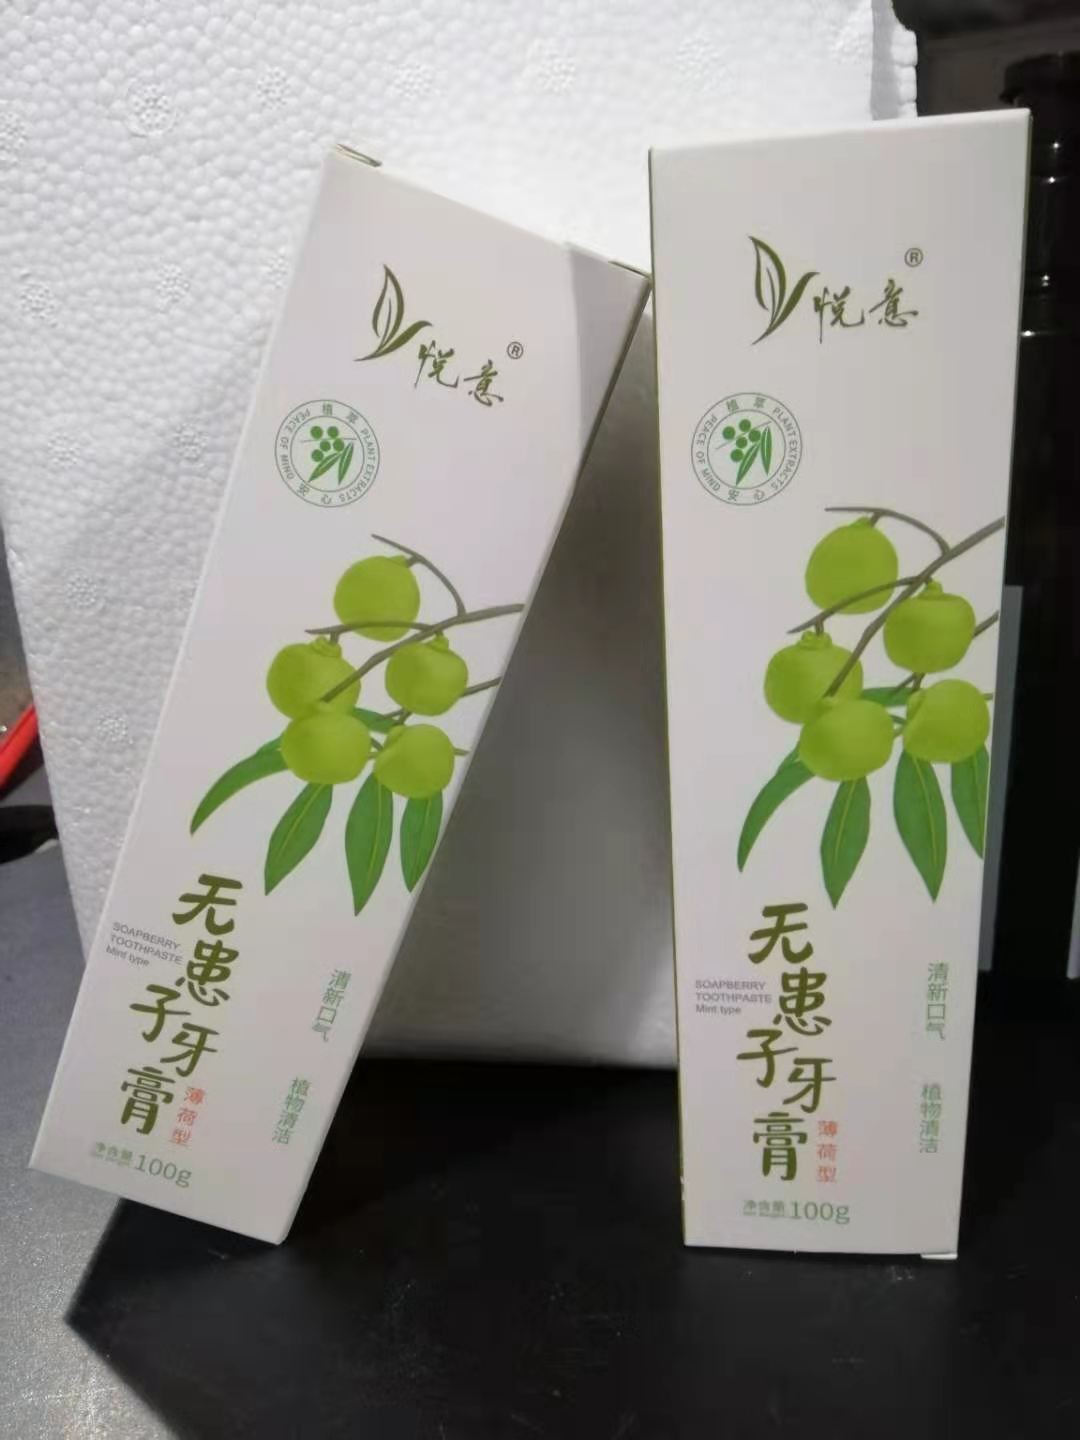 悦意®
植萃 PLANT EXTRACTS
PEACE OF MIND 安心
无患子牙膏
SOAPBERRY
TOOTHPASTE
Mint type
薄荷型
清新口气
植物清洁
净含量100g
悦意®
植萃 PLANT EXTRACTS
PEACE OF MIND 安心
无患子牙膏
SOAPBERRY
TOOTHPASTE
Mint type
薄荷型
清新口气
植物清洁
净含量100g